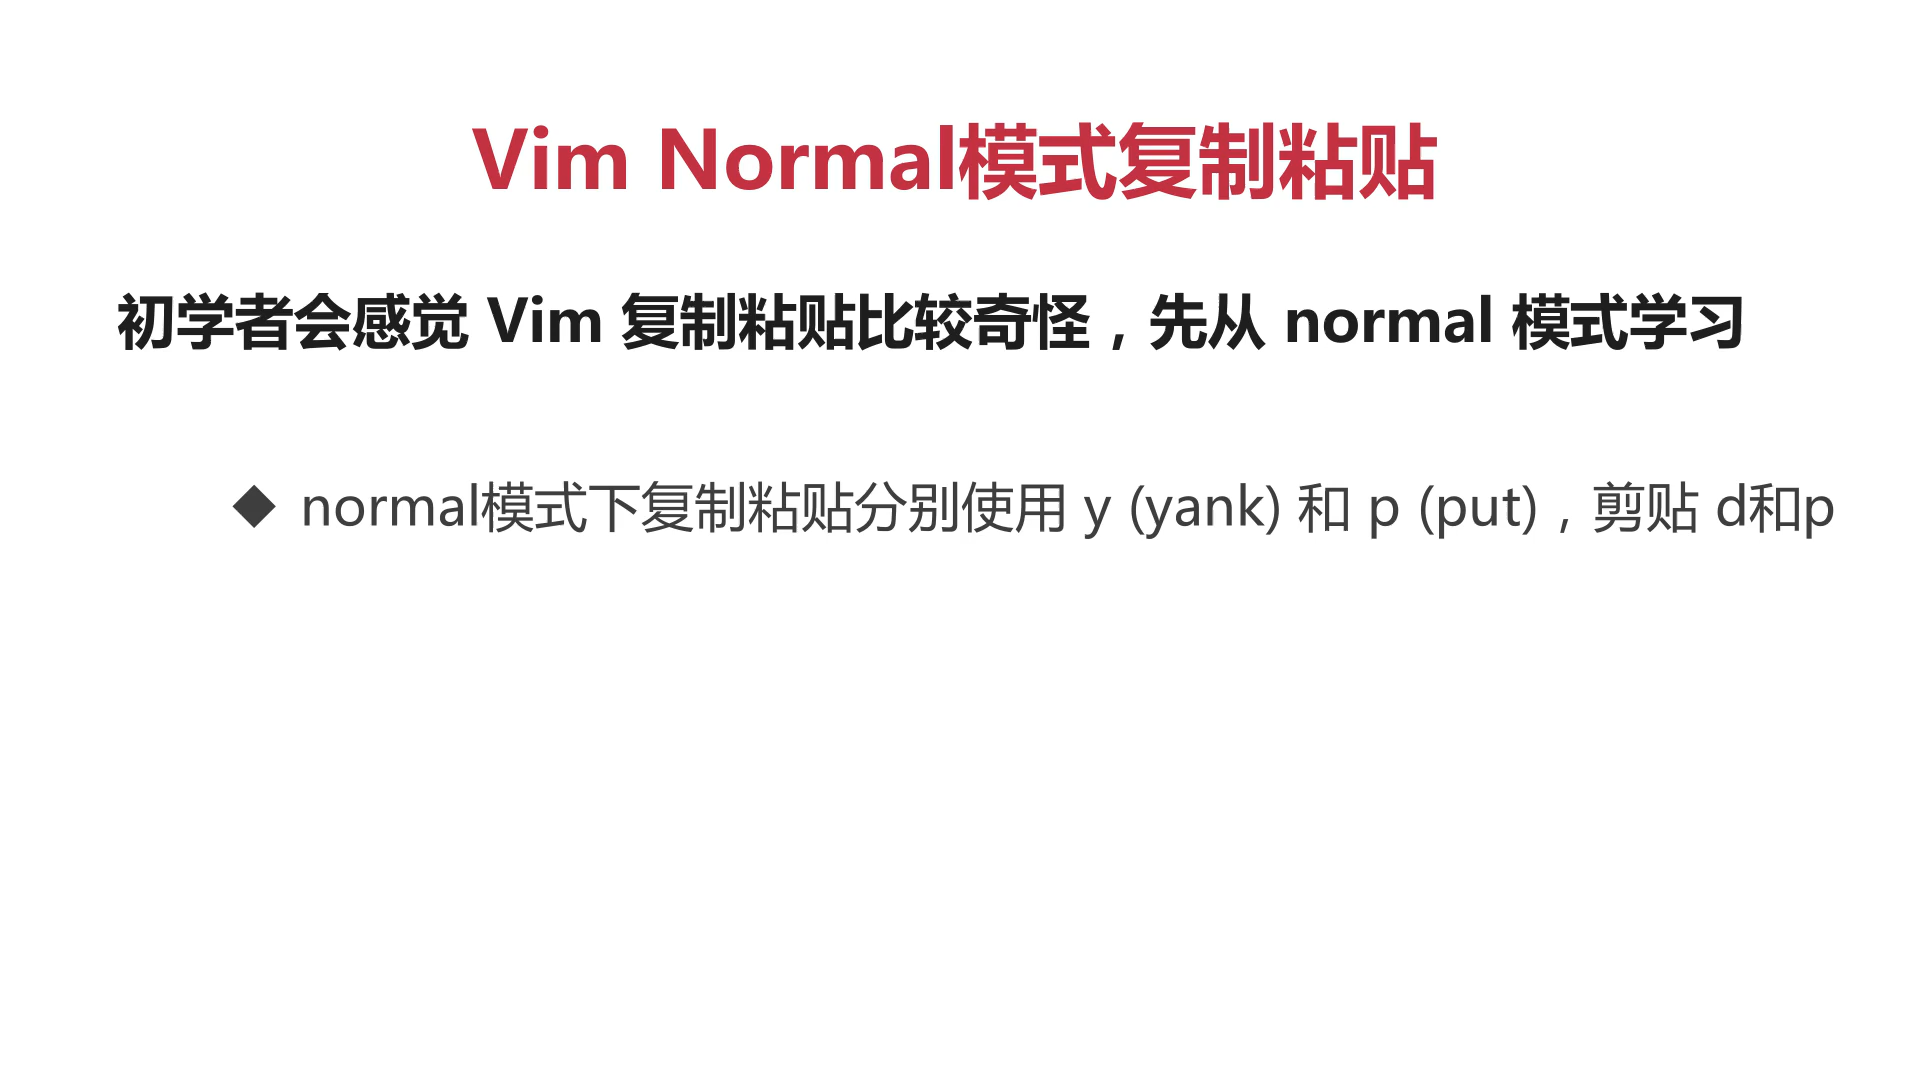 Vim Normal模式复制粘贴
初学者会感觉 Vim 复制粘贴比较奇怪，先从 normal 模式学习
◆ normal模式下复制粘贴分别使用 y (yank) 和 p (put)，剪贴 d和p